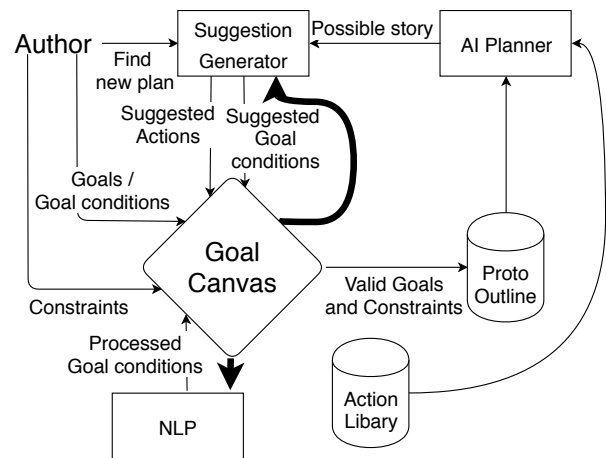 Author
Find
new plan
Suggestion
Generator
Possible story
AI Planner
Suggested
Actions
Suggested
Goal
conditions
Goals /
Goal conditions
Goal
Canvas
Constraints
Valid Goals
and Constraints
Proto
Outline
Processed
Goal conditions
NLP
Action
Libary